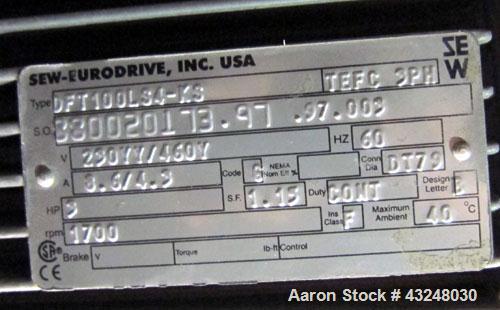 SEW-EURODRIVE, INC. USA
SEW
Type DFT100LS4-KS TEFC 3PH
S.O. 880020173.97 .97.003
V 230YY/460Y HZ 60
A 8.6/4.3 Code NEMA Nom Eff % Conn Dia DT79
HP S.F. 1.15 Duty CONT Design Letter
rpm 1700 Ins Class F Maximum Ambient 40 °C
Brake V Torque lb-ft Control
CE
Aaron Stock # 43248030